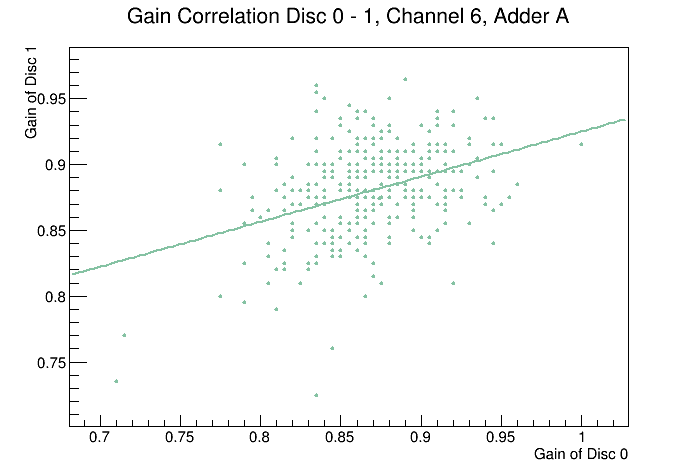 Gain Correlation Disc 0 - 1, Channel 6, Adder A
Gain of Disc 1
0.95
0.9
0.85
0.8
0.75
0.7 0.75 0.8 0.85 0.9 0.95 1
Gain of Disc 0